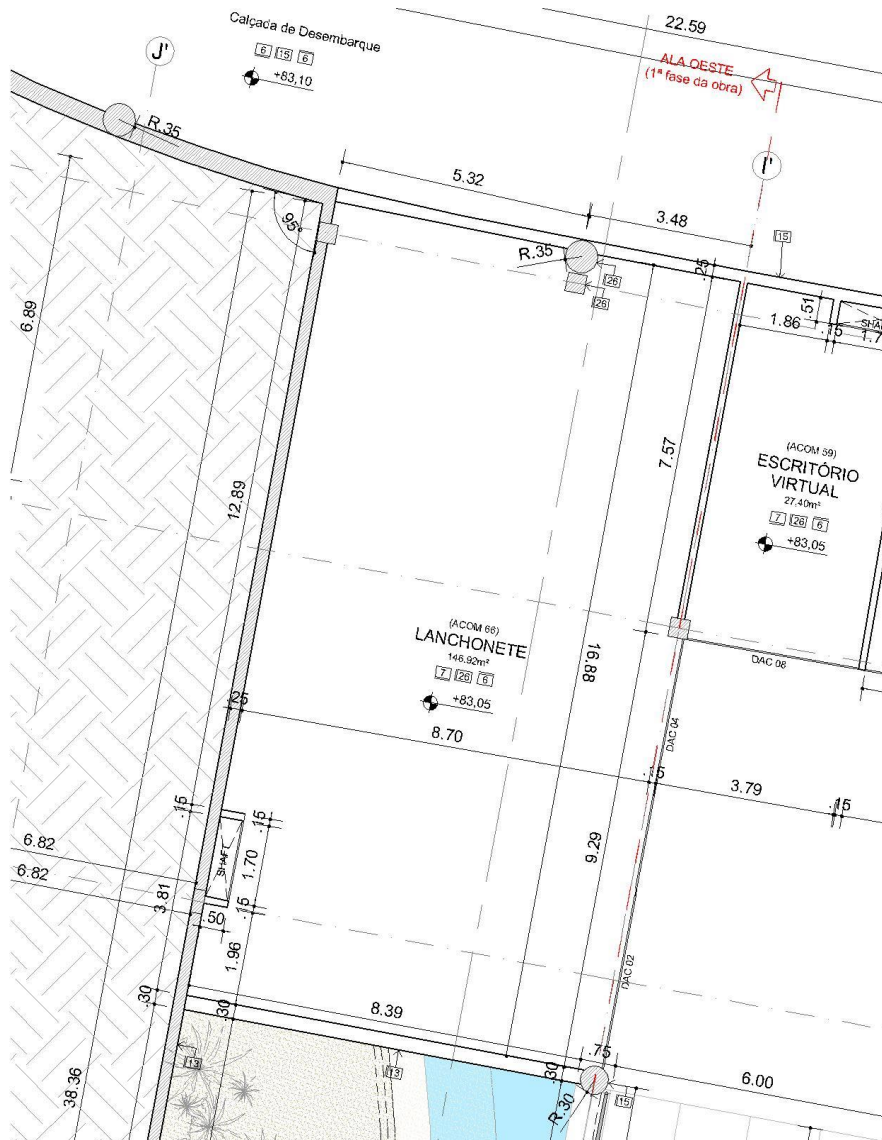 22.59
Calçada de Desembarque
6 15 6
+83,10
J'
ALA OESTE
(1ª fase da obra)
I'
R.35
5.32
3.48
15
95°
R.35
26
26
.25
.51
SHA
1.86
.15
1.7
6.89
12.89
7.57
(ACOM 59)
ESCRITÓRIO
VIRTUAL
27,40m²
7 26 6
+83,05
(ACOM 66)
LANCHONETE
146,92m²
7 26 6
+83,05
16.88
DAC 08
DAC 04
.25
8.70
.15
3.79
.15
.15
.15
SHAFT
1.70
9.29
6.82
6.82
3.81
.15
.50
1.96
DAC 02
.30
.30
8.39
.75
6.00
13
13
.30
R.30
15
38.36